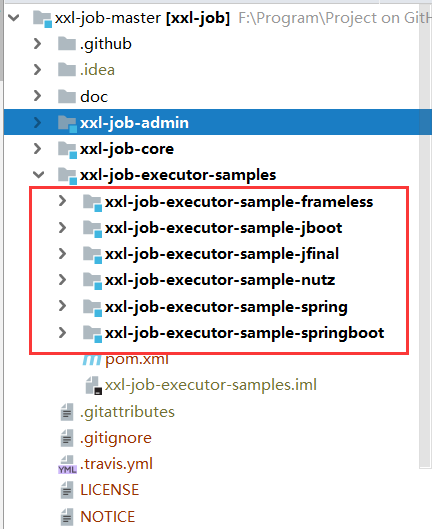 xxl-job-master [xxl-job] F:\Program\Project on GitH
.github
.idea
doc
xxl-job-admin
xxl-job-core
xxl-job-executor-samples
xxl-job-executor-sample-frameless
xxl-job-executor-sample-jboot
xxl-job-executor-sample-jfinal
xxl-job-executor-sample-nutz
xxl-job-executor-sample-spring
xxl-job-executor-sample-springboot
pom.xml
xxl-job-executor-samples.iml
.gitattributes
.gitignore
YML .travis.yml
LICENSE
NOTICE